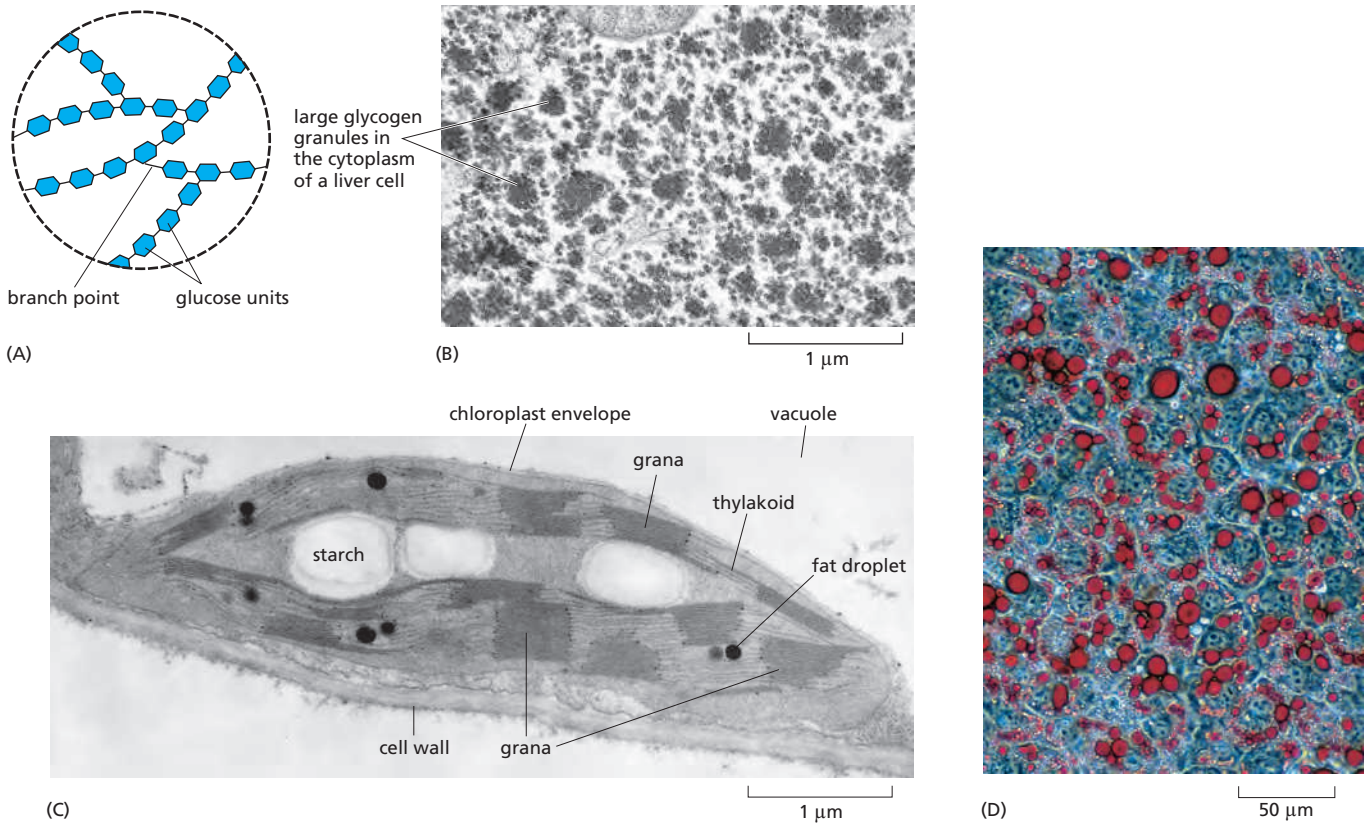 large glycogen
granules in
the cytoplasm
of a liver cell
branch point
glucose units
(A)
(B)
1 μm
chloroplast envelope
vacuole
grana
thylakoid
starch
fat droplet
cell wall
grana
(C)
1 μm
(D)
50 μm